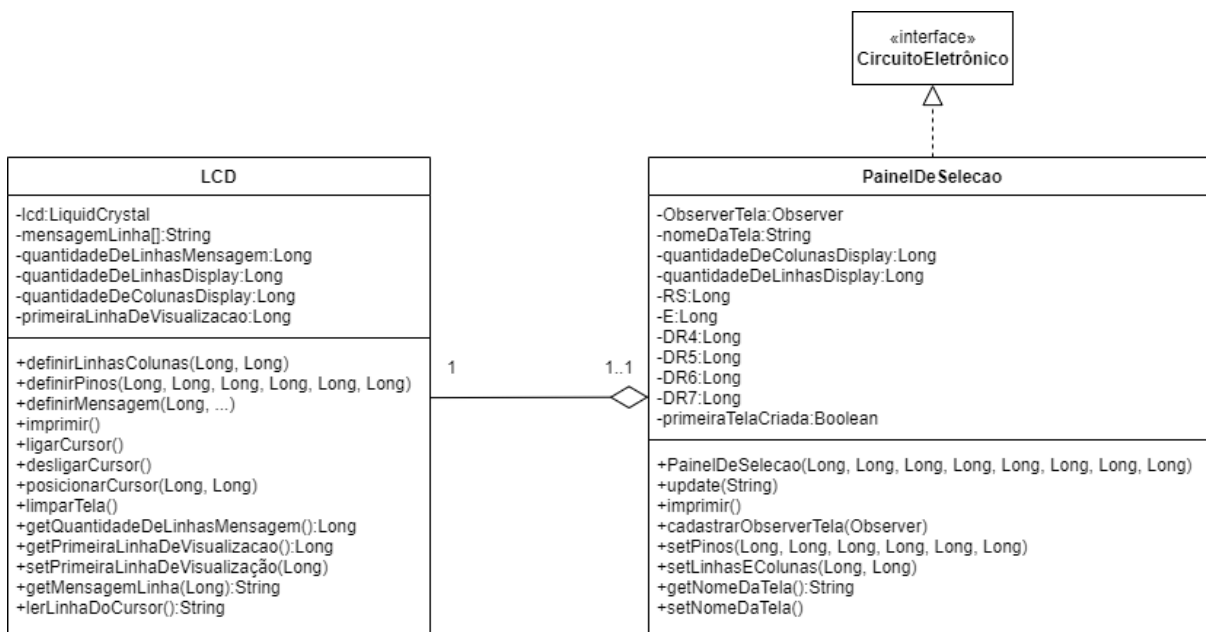 «interface»
CircuitoEletrônico
LCD
-lcd:LiquidCrystal
-mensagemLinha[]:String
-quantidadeDeLinhasMensagem:Long
-quantidadeDeLinhasDisplay:Long
-quantidadeDeColunasDisplay:Long
-primeiraLinhaDeVisualizacao:Long
+definirLinhasColunas(Long, Long)
+definirPinos(Long, Long, Long, Long, Long, Long)
+definirMensagem(Long, ...)
+imprimir()
+ligarCursor()
+desligarCursor()
+posicionarCursor(Long, Long)
+limparTela()
+getQuantidadeDeLinhasMensagem():Long
+getPrimeiraLinhaDeVisualizacao():Long
+setPrimeiraLinhaDeVisualização(Long)
+getMensagemLinha(Long):String
+lerLinhaDoCursor():String
1
1..1
PainelDeSelecao
-ObserverTela:Observer
-nomeDaTela:String
-quantidadeDeColunasDisplay:Long
-quantidadeDeLinhasDisplay:Long
-RS:Long
-E:Long
-DR4:Long
-DR5:Long
-DR6:Long
-DR7:Long
-primeiraTelaCriada:Boolean
+PainelDeSelecao(Long, Long, Long, Long, Long, Long, Long, Long)
+update(String)
+imprimir()
+cadastrarObserverTela(Observer)
+setPinos(Long, Long, Long, Long, Long, Long)
+setLinhasEColunas(Long, Long)
+getNomeDaTela():String
+setNomeDaTela()